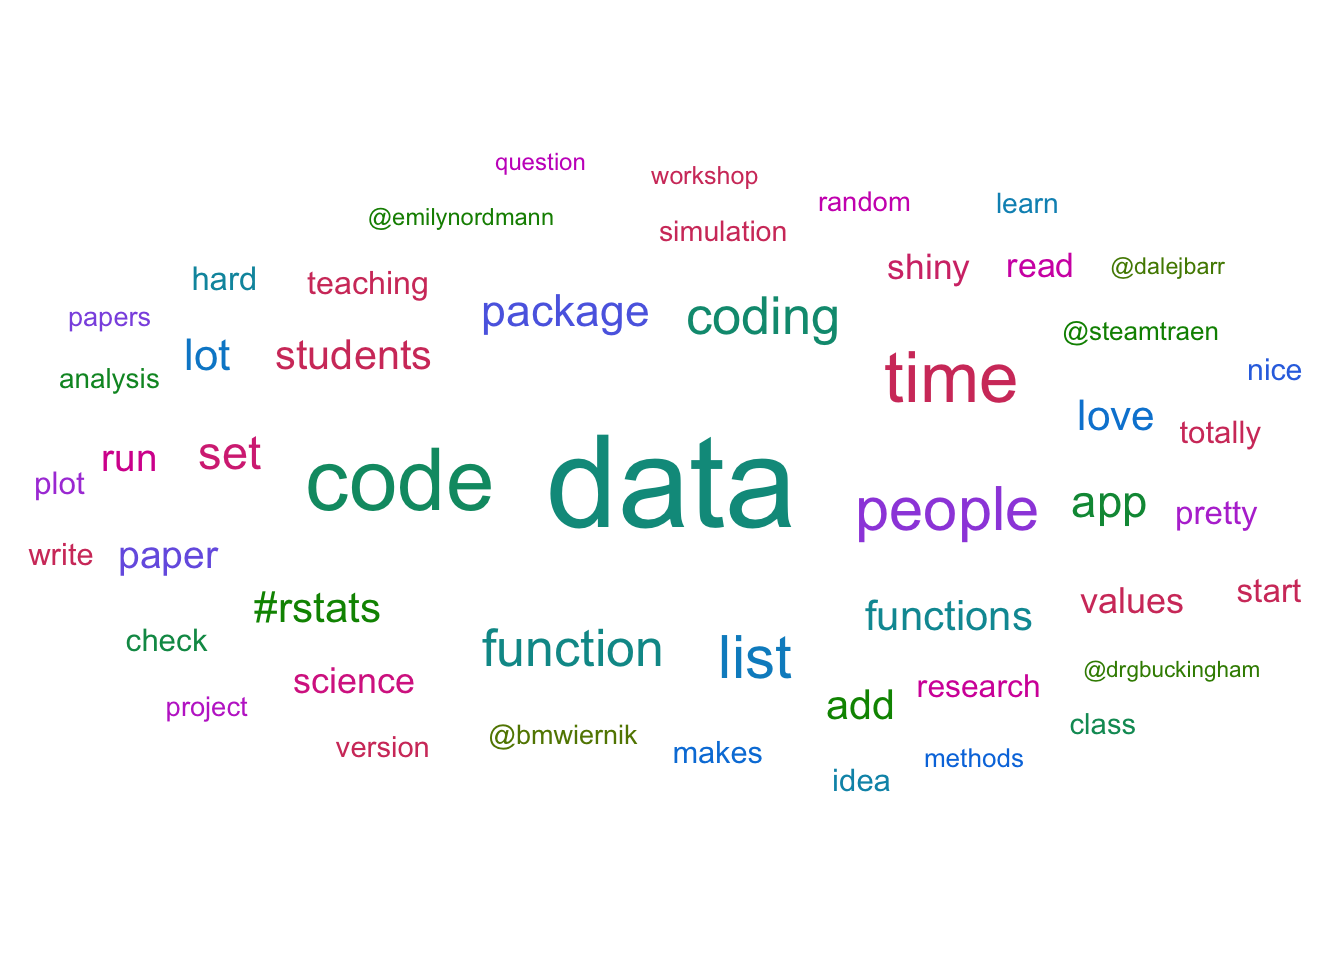 question
workshop
random
learn
@emilynordmann
simulation
hard
teaching
shiny
read
@dalejbarr
papers
package
coding
@steamtraen
lot
students
analysis
time
nice
love
totally
run
set
code
data
plot
people
app
pretty
write
paper
#rstats
functions
values
start
check
function
list
science
research
@drgbuckingham
project
add
class
version
@bmwiernik
makes
methods
idea